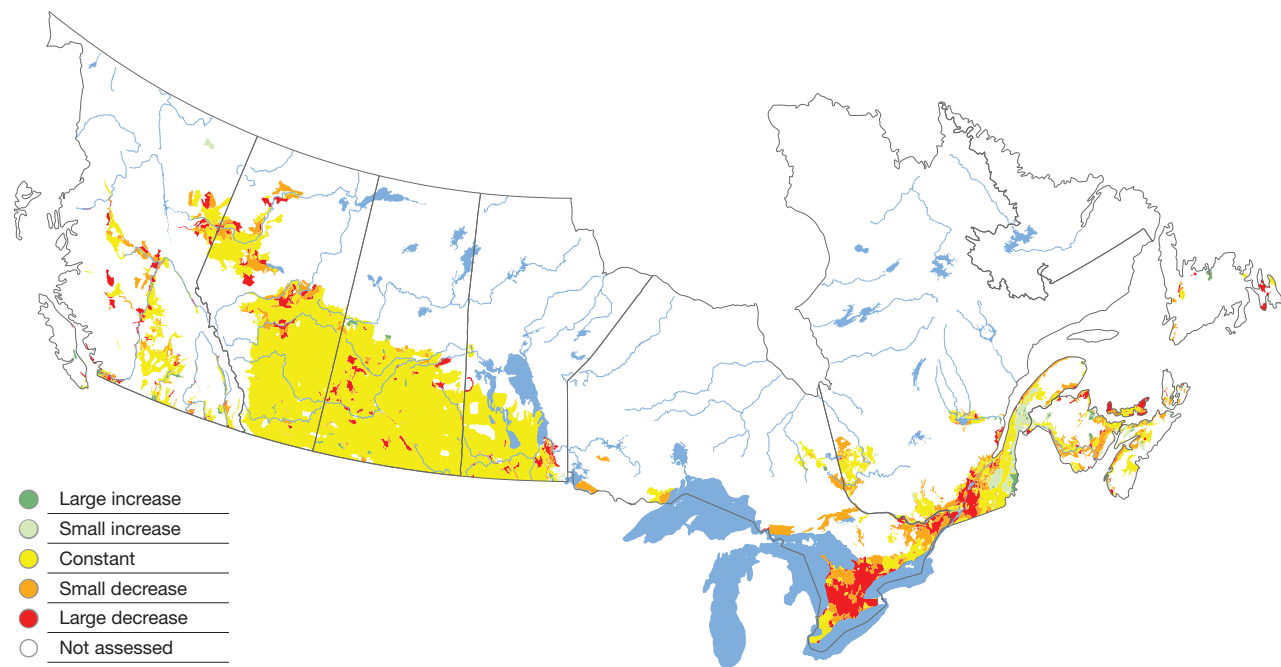 Large increase
Small increase
Constant
Small decrease
Large decrease
Not assessed